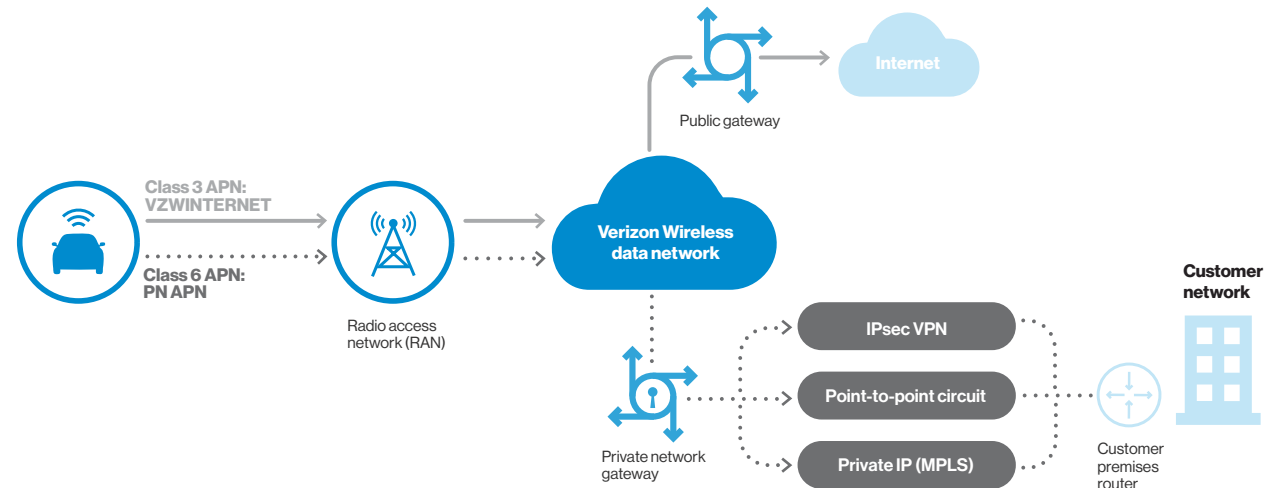 Internet
Public gateway
Class 3 APN:
VZWINTERNET
Class 6 APN:
PN APN
Radio access
network (RAN)
Verizon Wireless
data network
Private network
gateway
IPsec VPN
Point-to-point circuit
Private IP (MPLS)
Customer
network
Customer
premises
router